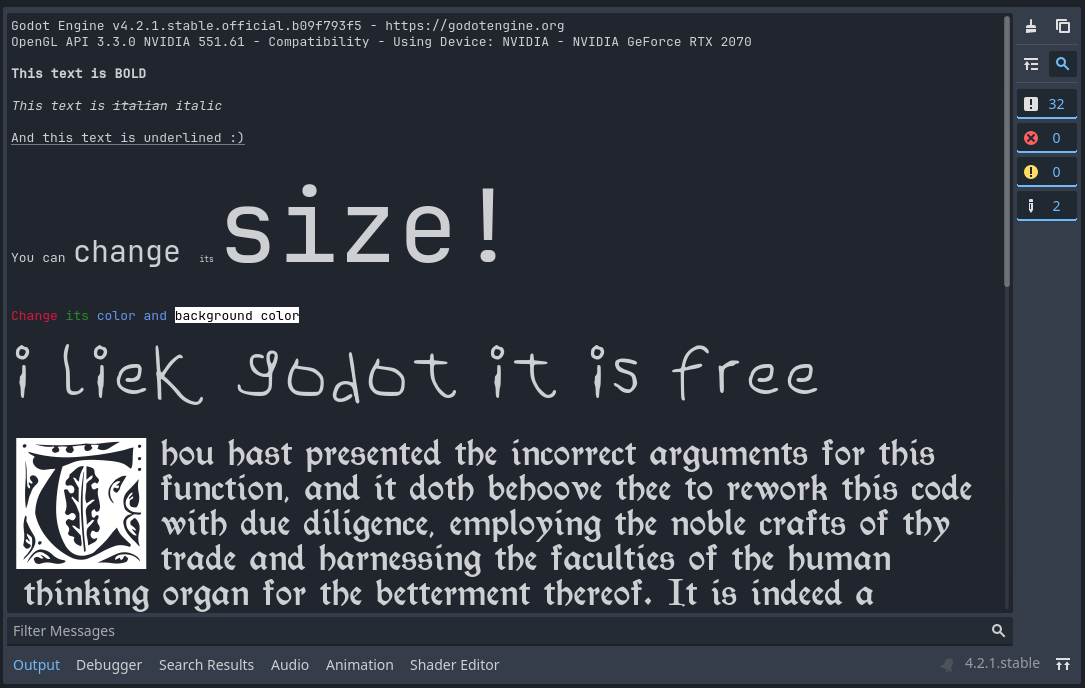 Godot Engine v4.2.1.stable.official.b09f793f5 - https://godotengine.org
OpenGL API 3.3.0 NVIDIA 551.61 - Compatibility - Using Device: NVIDIA - NVIDIA GeForce RTX 2070
This text is BOLD
This text is italian italic
And this text is underlined :)
You can change its size!
Change its color and background color
i liek godot it is free
Thou hast presented the incorrect arguments for this
function, and it doth behoove thee to rework this code
with due diligence, employing the noble crafts of thy
trade and harnessing the faculties of the human
thinking organ for the betterment thereof. It is indeed a
32
0
0
2
Filter Messages
Output Debugger Search Results Audio Animation Shader Editor 4.2.1.stable